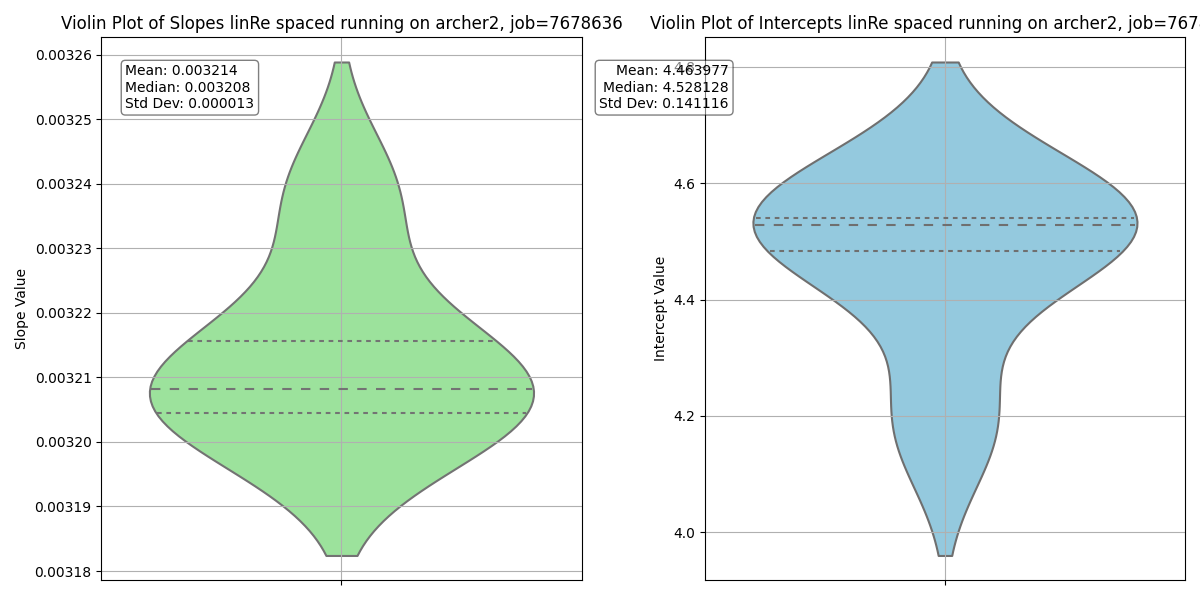 Violin Plot of Slopes linRe spaced running on archer2, job=7678636
Mean: 0.003214
Median: 0.003208
Std Dev: 0.000013
0.00326
0.00325
0.00324
0.00323
0.00322
0.00321
0.00320
0.00319
0.00318
Slope Value
Violin Plot of Intercepts linRe spaced running on archer2,
Mean: 4.463977
Median: 4.528128
Std Dev: 0.141116
4.8
4.6
4.4
4.2
4.0
Intercept Value